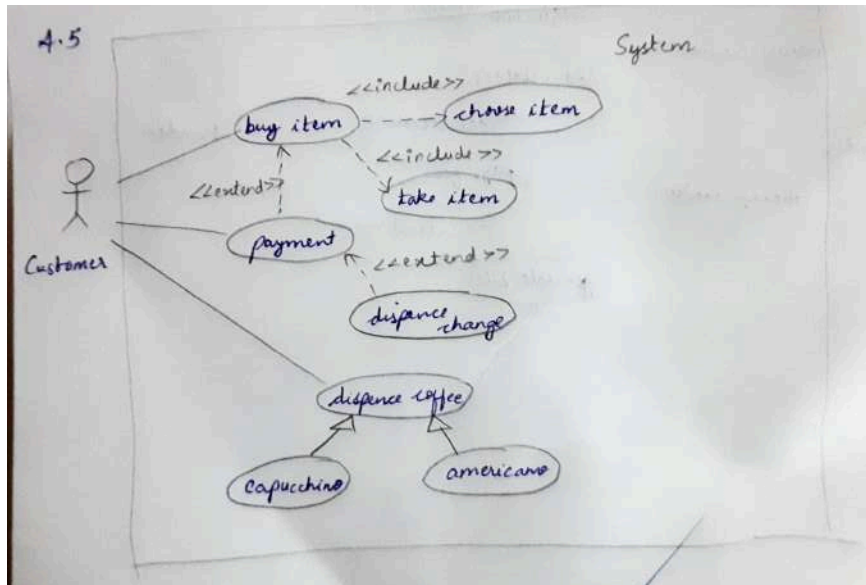 4.5
System
<<include>>
buy item
choose item
<<include>>
<<extend>>
take item
payment
Customer
<<extend>>
dispence
change
dispence coffee
capucchino
americano